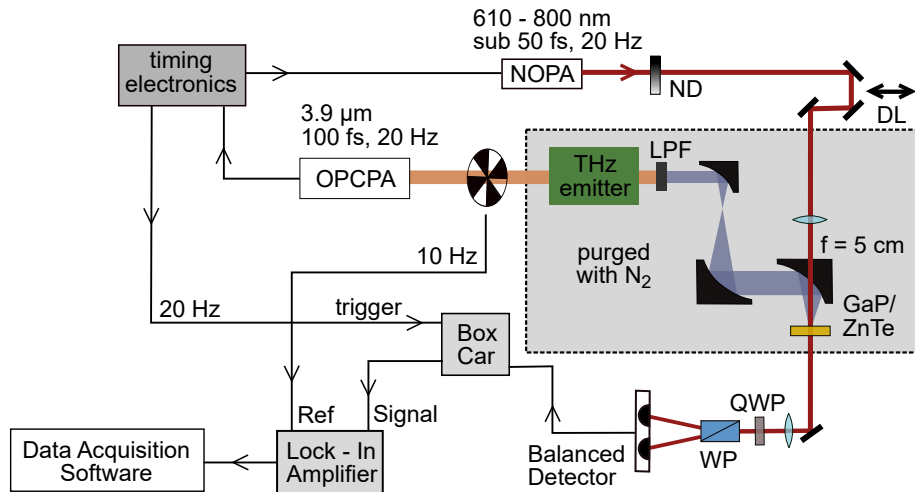 610 - 800 nm
sub 50 fs, 20 Hz
timing
electronics
NOPA
ND
DL
3.9 μm
100 fs, 20 Hz
OPCPA
THz
emitter
LPF
f = 5 cm
10 Hz
purged
with N₂
GaP/
ZnTe
20 Hz
trigger
Box
Car
Ref
Signal
QWP
WP
Balanced
Detector
Data Acquisition
Software
Lock - In
Amplifier